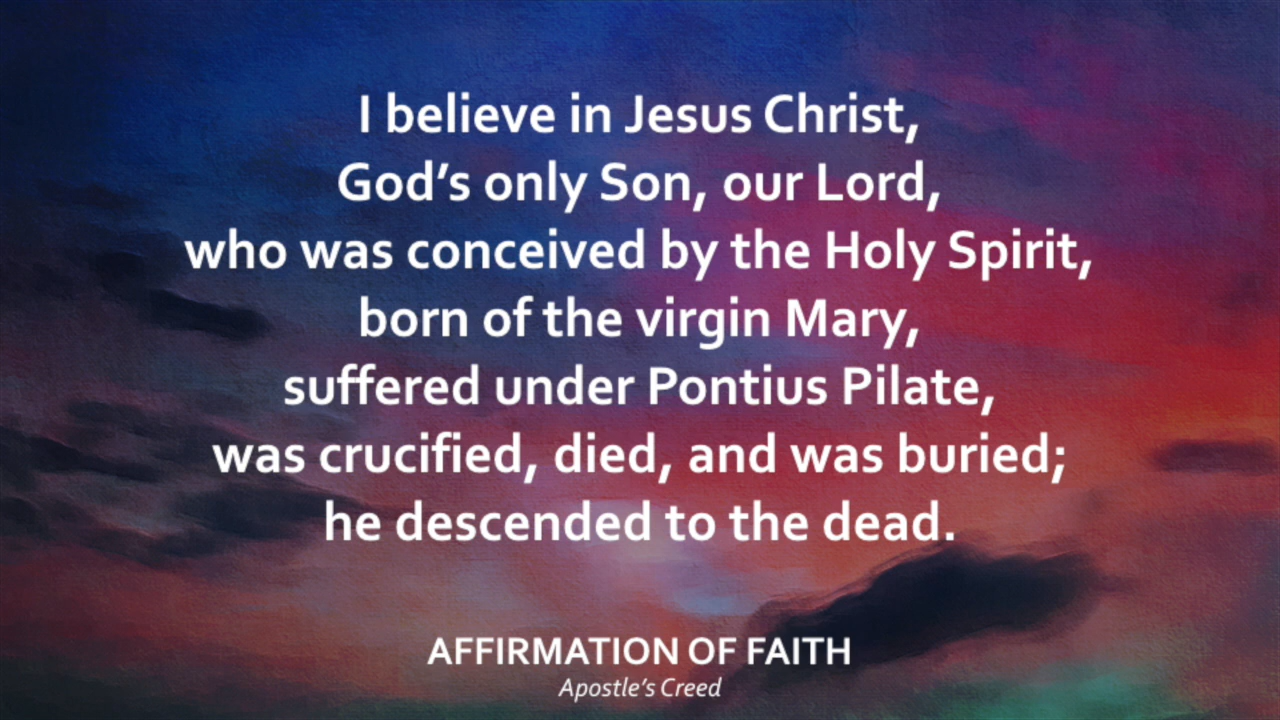 I believe in Jesus Christ,
God’s only Son, our Lord,
who was conceived by the Holy Spirit,
born of the virgin Mary,
suffered under Pontius Pilate,
was crucified, died, and was buried;
he descended to the dead.
AFFIRMATION OF FAITH
Apostle’s Creed